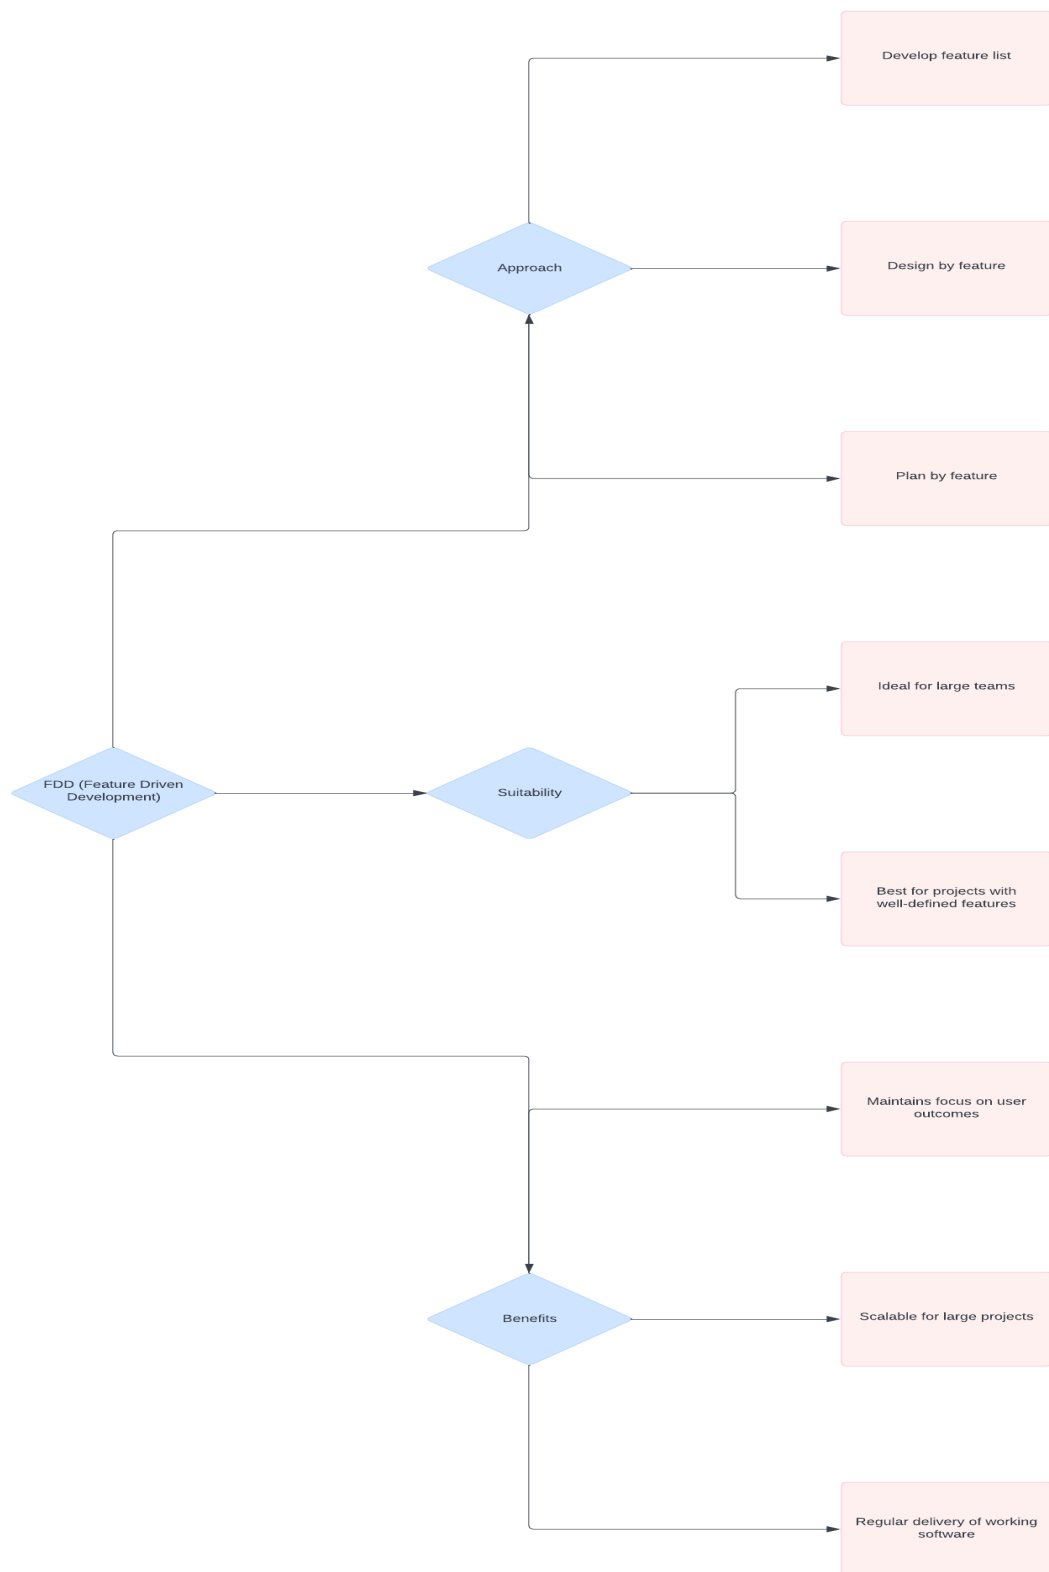 Develop feature list
Approach
Design by feature
Plan by feature
Ideal for large teams
FDD (Feature Driven
Development)
Suitability
Best for projects with
well-defined features
Maintains focus on user
outcomes
Benefits
Scalable for large projects
Regular delivery of working
software